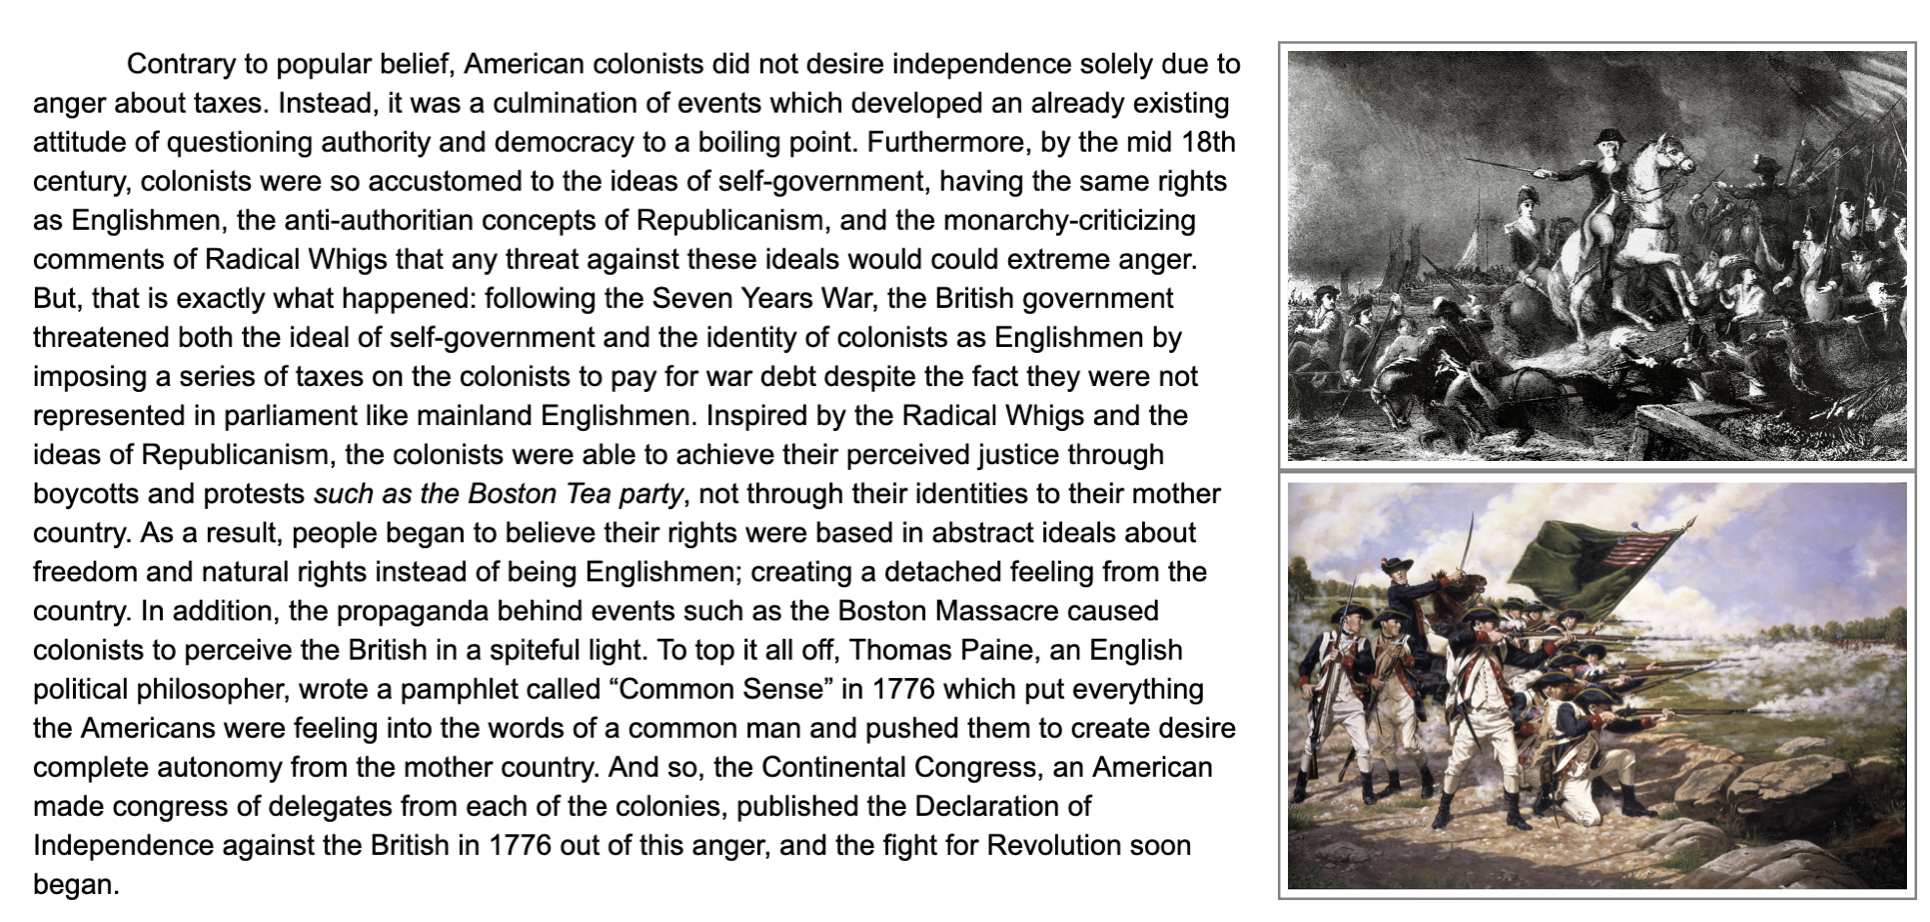 Contrary to popular belief, American colonists did not desire independence solely due to
anger about taxes. Instead, it was a culmination of events which developed an already existing
attitude of questioning authority and democracy to a boiling point. Furthermore, by the mid 18th
century, colonists were so accustomed to the ideas of self-government, having the same rights
as Englishmen, the anti-authoritian concepts of Republicanism, and the monarchy-criticizing
comments of Radical Whigs that any threat against these ideals would could extreme anger.
But, that is exactly what happened: following the Seven Years War, the British government
threatened both the ideal of self-government and the identity of colonists as Englishmen by
imposing a series of taxes on the colonists to pay for war debt despite the fact they were not
represented in parliament like mainland Englishmen. Inspired by the Radical Whigs and the
ideas of Republicanism, the colonists were able to achieve their perceived justice through
boycotts and protests such as the Boston Tea party, not through their identities to their mother
country. As a result, people began to believe their rights were based in abstract ideals about
freedom and natural rights instead of being Englishmen; creating a detached feeling from the
country. In addition, the propaganda behind events such as the Boston Massacre caused
colonists to perceive the British in a spiteful light. To top it all off, Thomas Paine, an English
political philosopher, wrote a pamphlet called “Common Sense” in 1776 which put everything
the Americans were feeling into the words of a common man and pushed them to create desire
complete autonomy from the mother country. And so, the Continental Congress, an American
made congress of delegates from each of the colonies, published the Declaration of
Independence against the British in 1776 out of this anger, and the fight for Revolution soon
began.